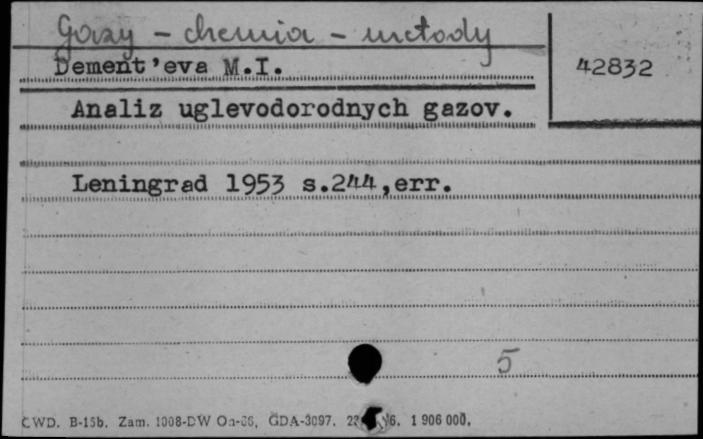 Gazy - chemia - metody
Dement'eva M.I.
42832
Analiz uglevodorodnych gazov.
Leningrad 1953 s.244,err.
5
CWD. B-15b. Zam. 1008-DW GDA-3097. 1 906 000.